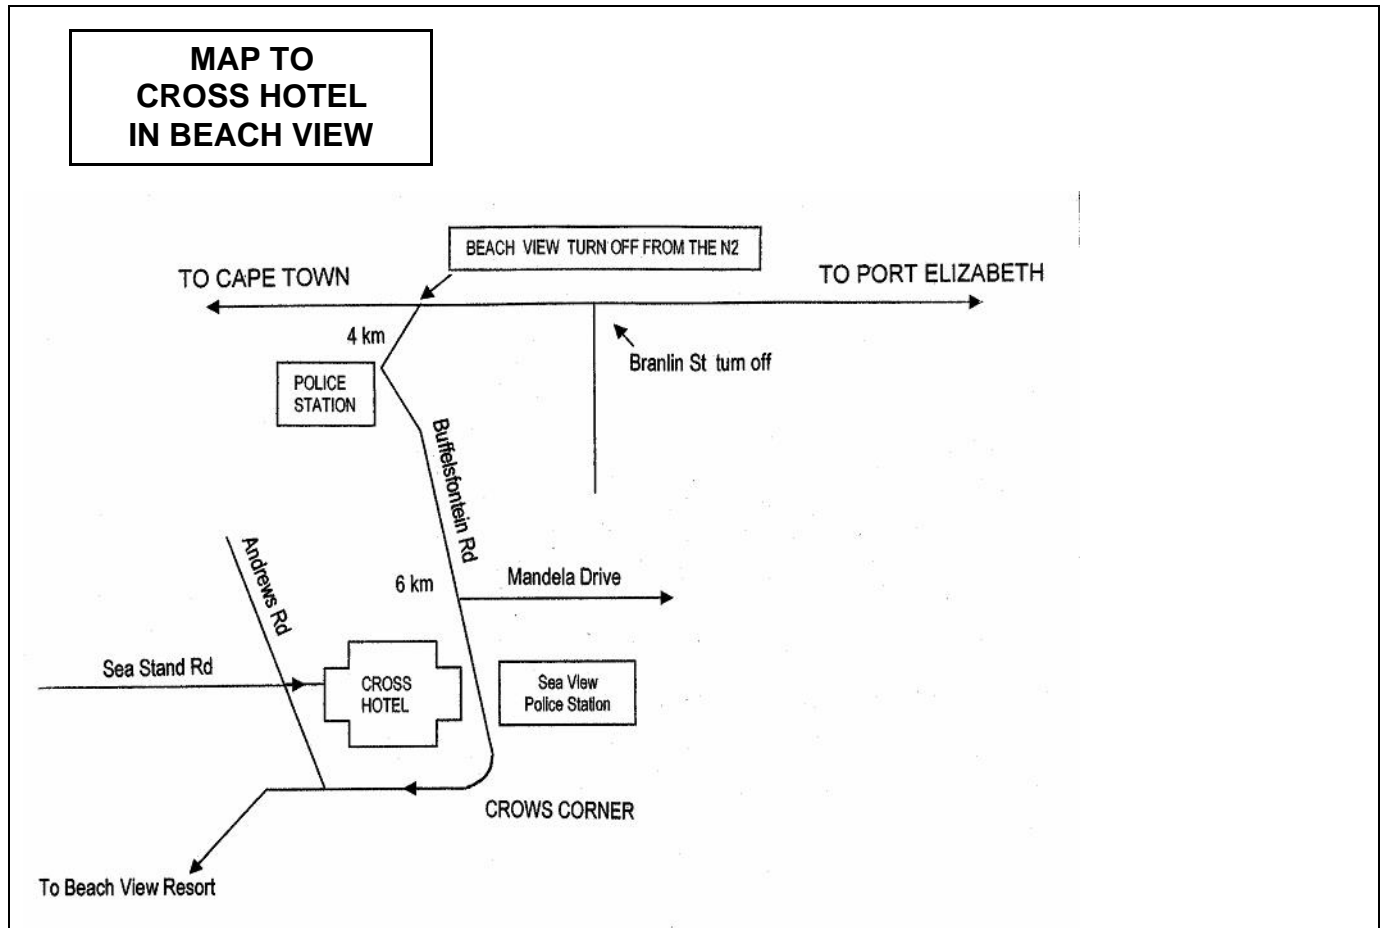 MAP TO
CROSS HOTEL
IN BEACH VIEW
BEACH VIEW TURN OFF FROM THE N2
TO CAPE TOWN
TO PORT ELIZABETH
4 km
Branlin St turn off
POLICE
STATION
Buffelsfontein Rd
Andrews Rd
6 km
Mandela Drive
Sea Stand Rd
CROSS
HOTEL
Sea View
Police Station
CROWS CORNER
To Beach View Resort